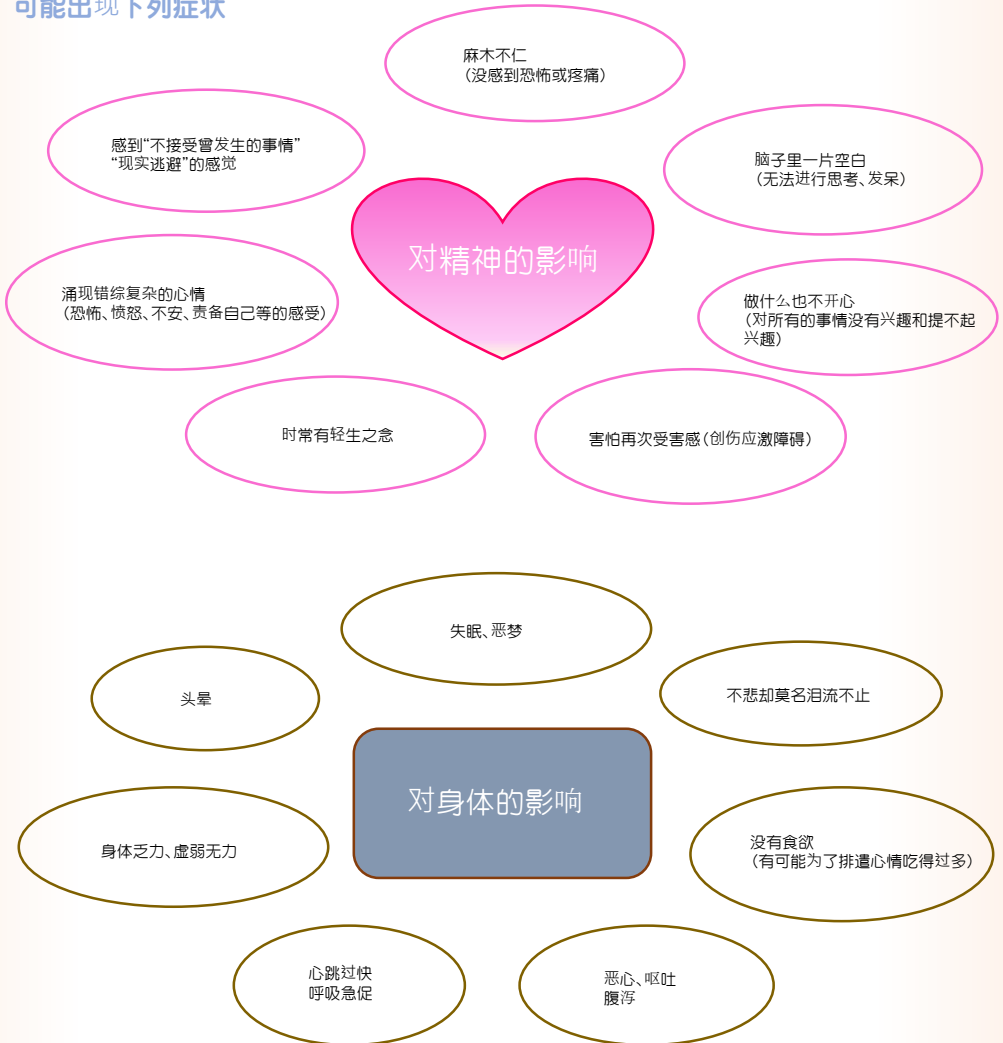 可能出现下列症状
麻木不仁
(没感到恐怖或疼痛)
感到“不接受曾发生的事情”
“现实逃避”的感觉
脑子里一片空白
(无法进行思考、发呆)
对精神的影响
涌现错综复杂的心情
(恐怖、愤怒、不安、责备自己等的感受)
做什么也不开心
(对所有的事情没有兴趣和提不起
兴趣)
时常有轻生之念
害怕再次受害感(创伤应激障碍)
失眠、恶梦
头晕
不悲却莫名泪流不止
对身体的影响
身体乏力、虚弱无力
没有食欲
(有可能为了排遣心情吃得过多)
心跳过快
呼吸急促
恶心、呕吐
腹泻